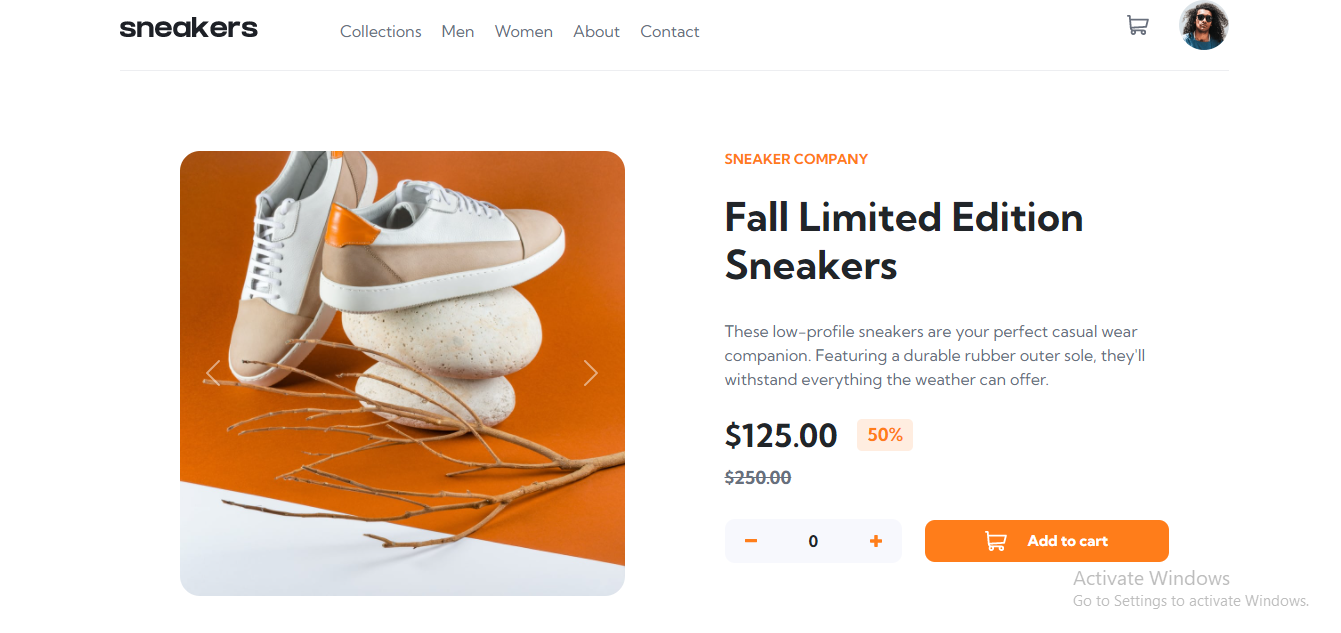 sneakers
Collections Men Women About Contact
SNEAKER COMPANY
Fall Limited Edition
Sneakers
These low-profile sneakers are your perfect casual wear
companion. Featuring a durable rubber outer sole, they'll
withstand everything the weather can offer.
$125.00 50%
$250.00
0 Add to cart
Activate Windows
Go to Settings to activate Windows.